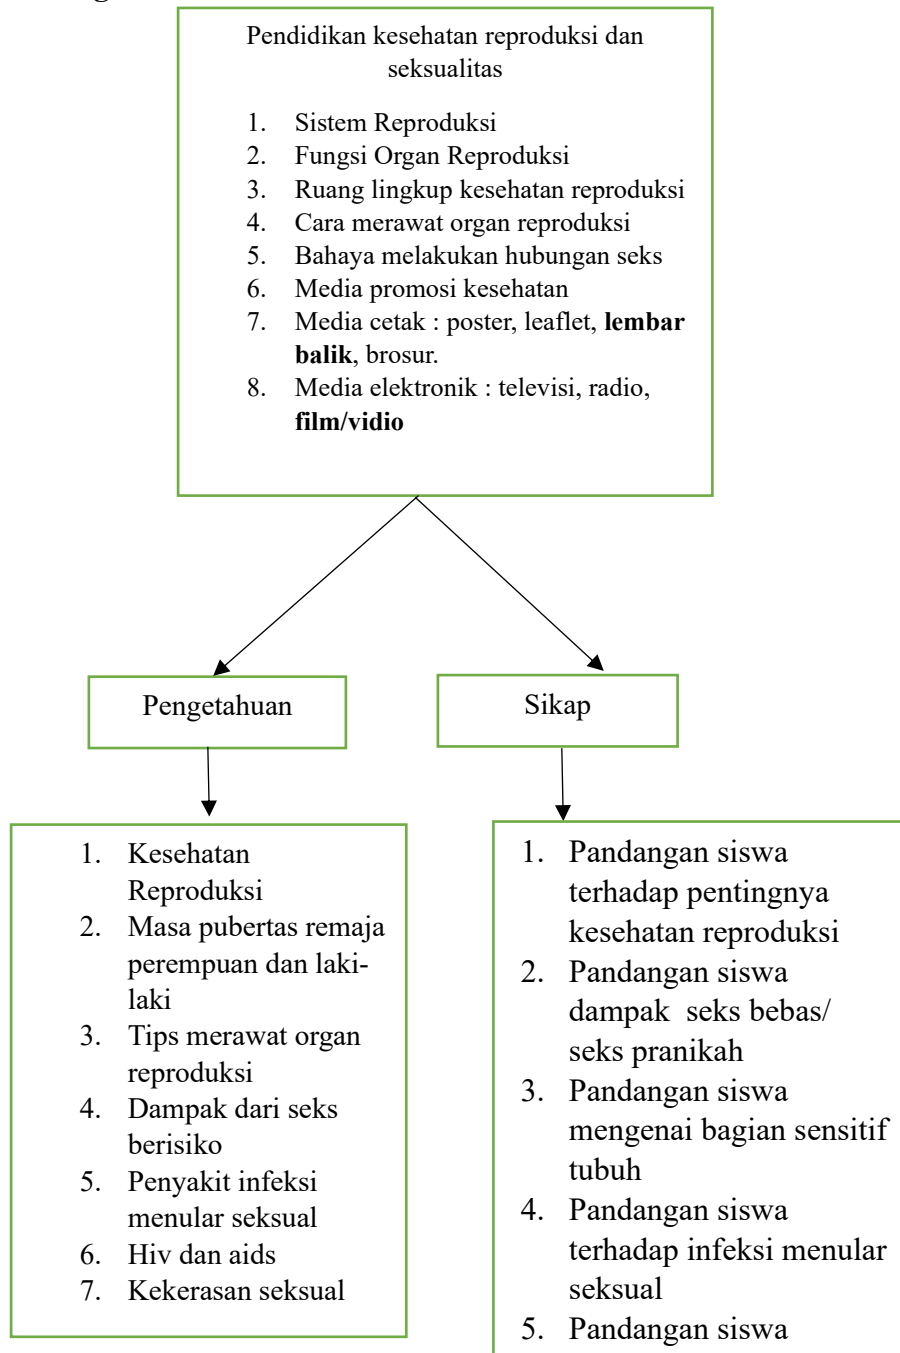 Pendidikan kesehatan reproduksi dan
seksualitas
1. Sistem Reproduksi
2. Fungsi Organ Reproduksi
3. Ruang lingkup kesehatan reproduksi
4. Cara merawat organ reproduksi
5. Bahaya melakukan hubungan seks
6. Media promosi kesehatan
7. Media cetak : poster, leaflet, lembar
balik, brosur.
8. Media elektronik : televisi, radio,
film/vidio
Pengetahuan
Sikap
1. Kesehatan
Reproduksi
2. Masa pubertas remaja
perempuan dan laki-
laki
3. Tips merawat organ
reproduksi
4. Dampak dari seks
berisiko
5. Penyakit infeksi
menular seksual
6. Hiv dan aids
7. Kekerasan seksual
1. Pandangan siswa
terhadap pentingnya
kesehatan reproduksi
2. Pandangan siswa
dampak seks bebas/
seks pranikah
3. Pandangan siswa
mengenai bagian sensitif
tubuh
4. Pandangan siswa
terhadap infeksi menular
seksual
5. Pandangan siswa